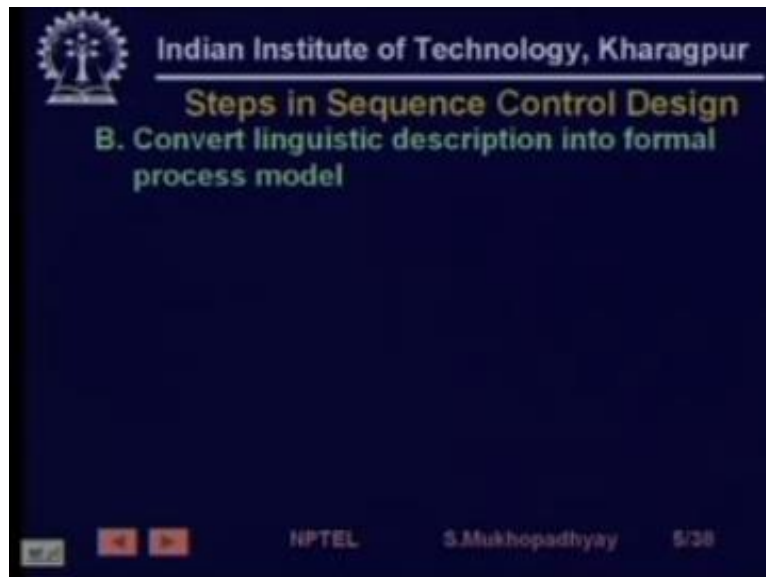 Indian Institute of Technology, Kharagpur
Steps in Sequence Control Design
B. Convert linguistic description into formal
process model
NPTEL S.Mukhopadhyay 5/38